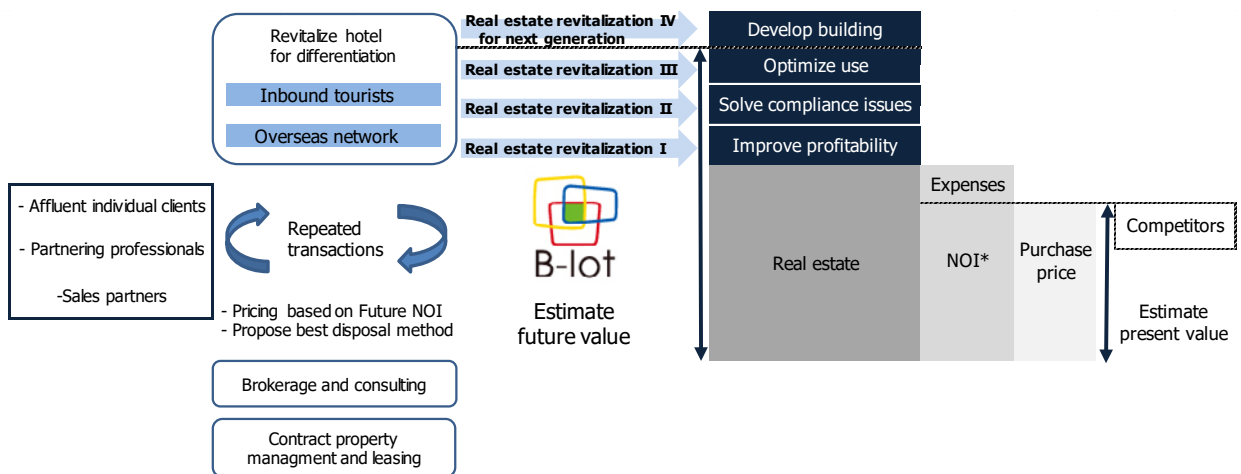 Revitalize hotel
for differentiation
Inbound tourists
Overseas network
Real estate revitalization IV
for next generation
Real estate revitalization III
Real estate revitalization II
Real estate revitalization I
Develop building
Optimize use
Solve compliance issues
Improve profitability
- Affluent individual clients
- Partnering professionals
-Sales partners
Repeated
transactions
- Pricing based on Future NOI
- Propose best disposal method
B-lot
Estimate
future value
Real estate
Expenses
NOI*
Purchase
price
Competitors
Estimate
present value
Brokerage and consulting
Contract property
managment and leasing